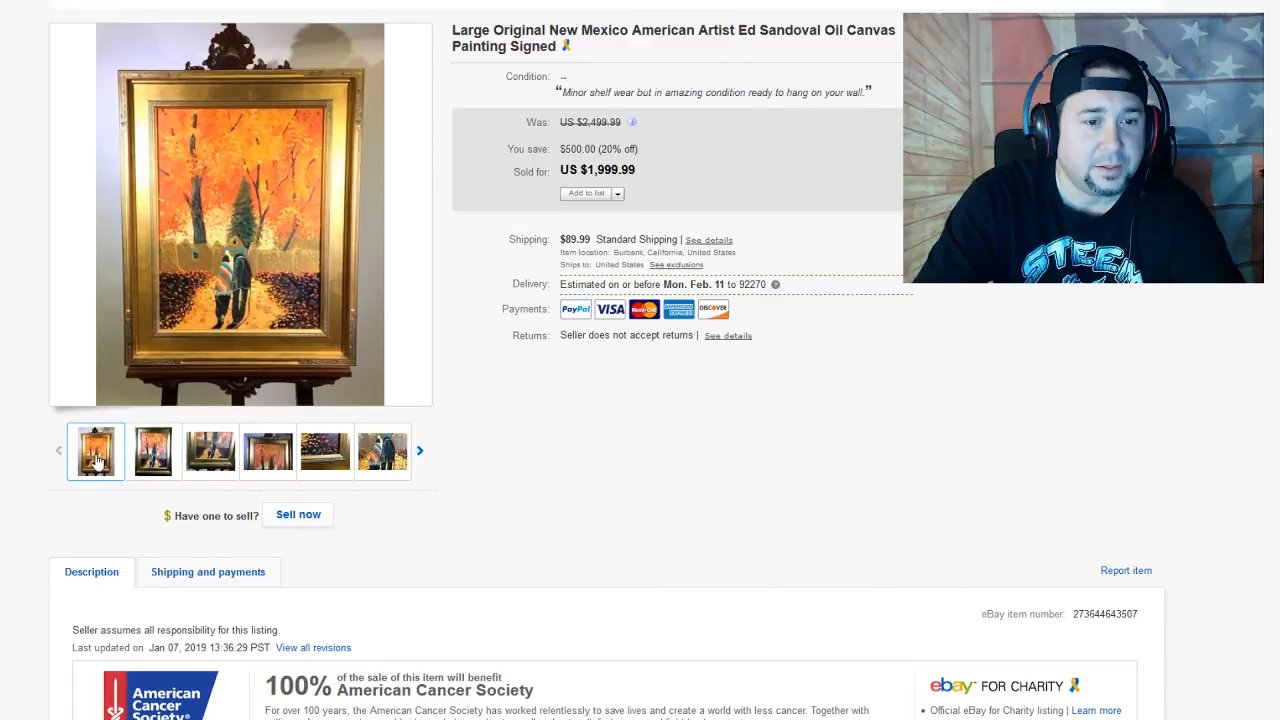 Large Original New Mexico American Artist Ed Sandoval Oil Canvas
Painting Signed
Condition: --
“Minor shelf wear but in amazing condition ready to hang on your wall.”
Was: US $2,499.99
You save: $500.00 (20% off)
Sold for: US $1,999.99
Add to list
Shipping: $89.99 Standard Shipping | See details
Item location: Burbank, California, United States
Ships to: United States See exclusions
Delivery: Estimated on or before Mon. Feb. 11 to 92270
Payments: PayPal VISA MasterCard AMERICAN EXPRESS DISCOVER
Returns: Seller does not accept returns | See details
STEEM
$ Have one to sell? Sell now
Description
Shipping and payments
Report item
eBay item number: 273644643507
Seller assumes all responsibility for this listing.
Last updated on Jan 07, 2019 13:36:29 PST View all revisions
American
Cancer
Society®
100% of the sale of this item will benefit
American Cancer Society
For over 100 years, the American Cancer Society has worked relentlessly to save lives and create a world with less cancer. Together with
ebay FOR CHARITY
• Official eBay for Charity listing | Learn more